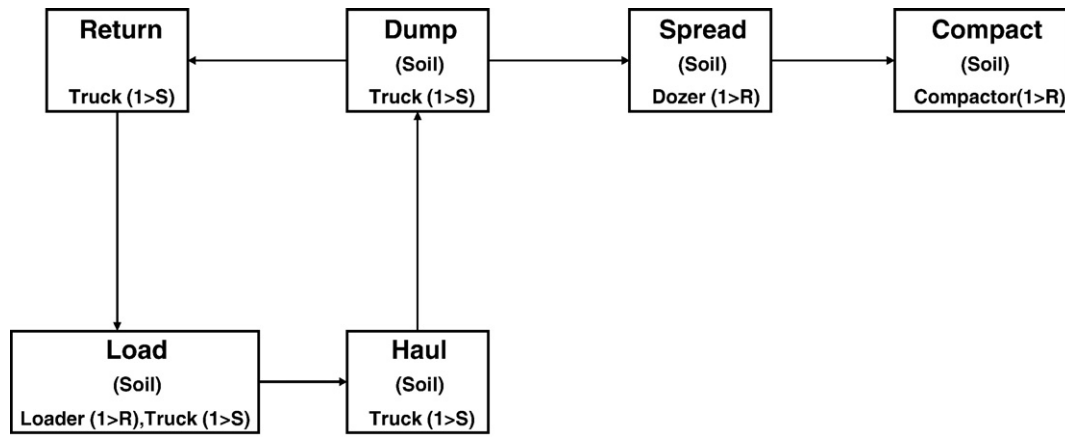 Return
Truck (1>S)
Dump
(Soil)
Truck (1>S)
Spread
(Soil)
Dozer (1>R)
Compact
(Soil)
Compactor(1>R)
Load
(Soil)
Loader (1>R),Truck (1>S)
Haul
(Soil)
Truck (1>S)